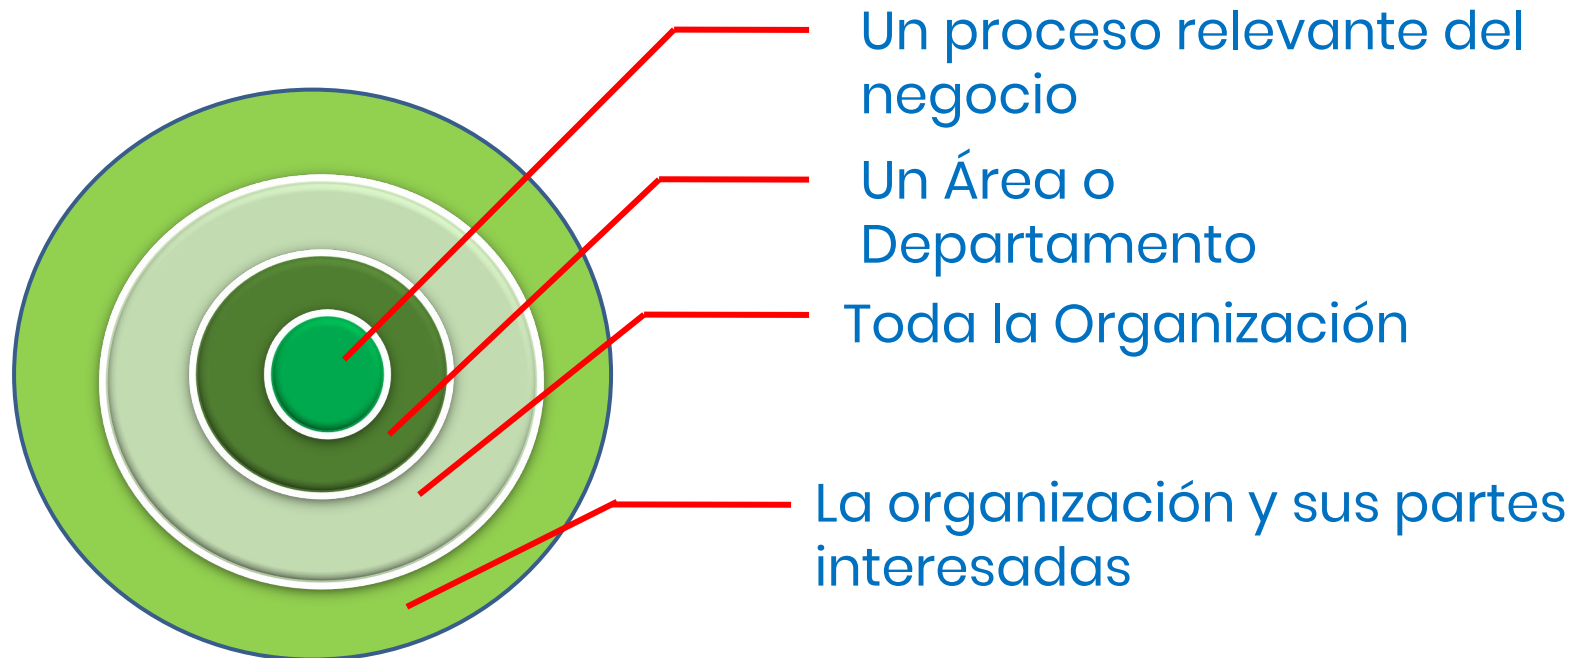 Un proceso relevante del
negocio
Un Área o
Departamento
Toda la Organización
La organización y sus partes
interesadas